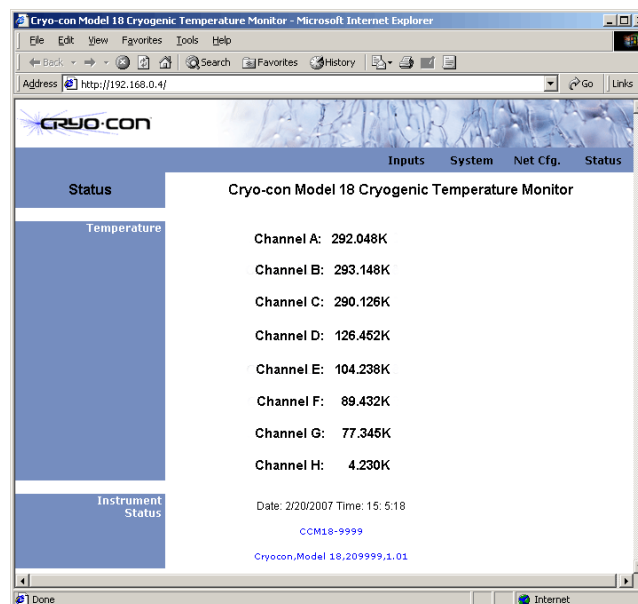 Cryo-con Model 18 Cryogenic Temperature Monitor - Microsoft Internet Explorer
File Edit View Favorites Tools Help
Back Search Favorites History
Address http://192.168.0.4/ Go Links
CRYO·CON
Inputs System Net Cfg. Status
Status
Cryo-con Model 18 Cryogenic Temperature Monitor
Temperature
Channel A: 292.048K
Channel B: 293.148K
Channel C: 290.126K
Channel D: 126.452K
Channel E: 104.238K
Channel F: 89.432K
Channel G: 77.345K
Channel H: 4.230K
Instrument
Status
Date: 2/20/2007 Time: 15: 5:18
CCM18-9999
Cryocon,Model 18,209999,1.01
Done Internet